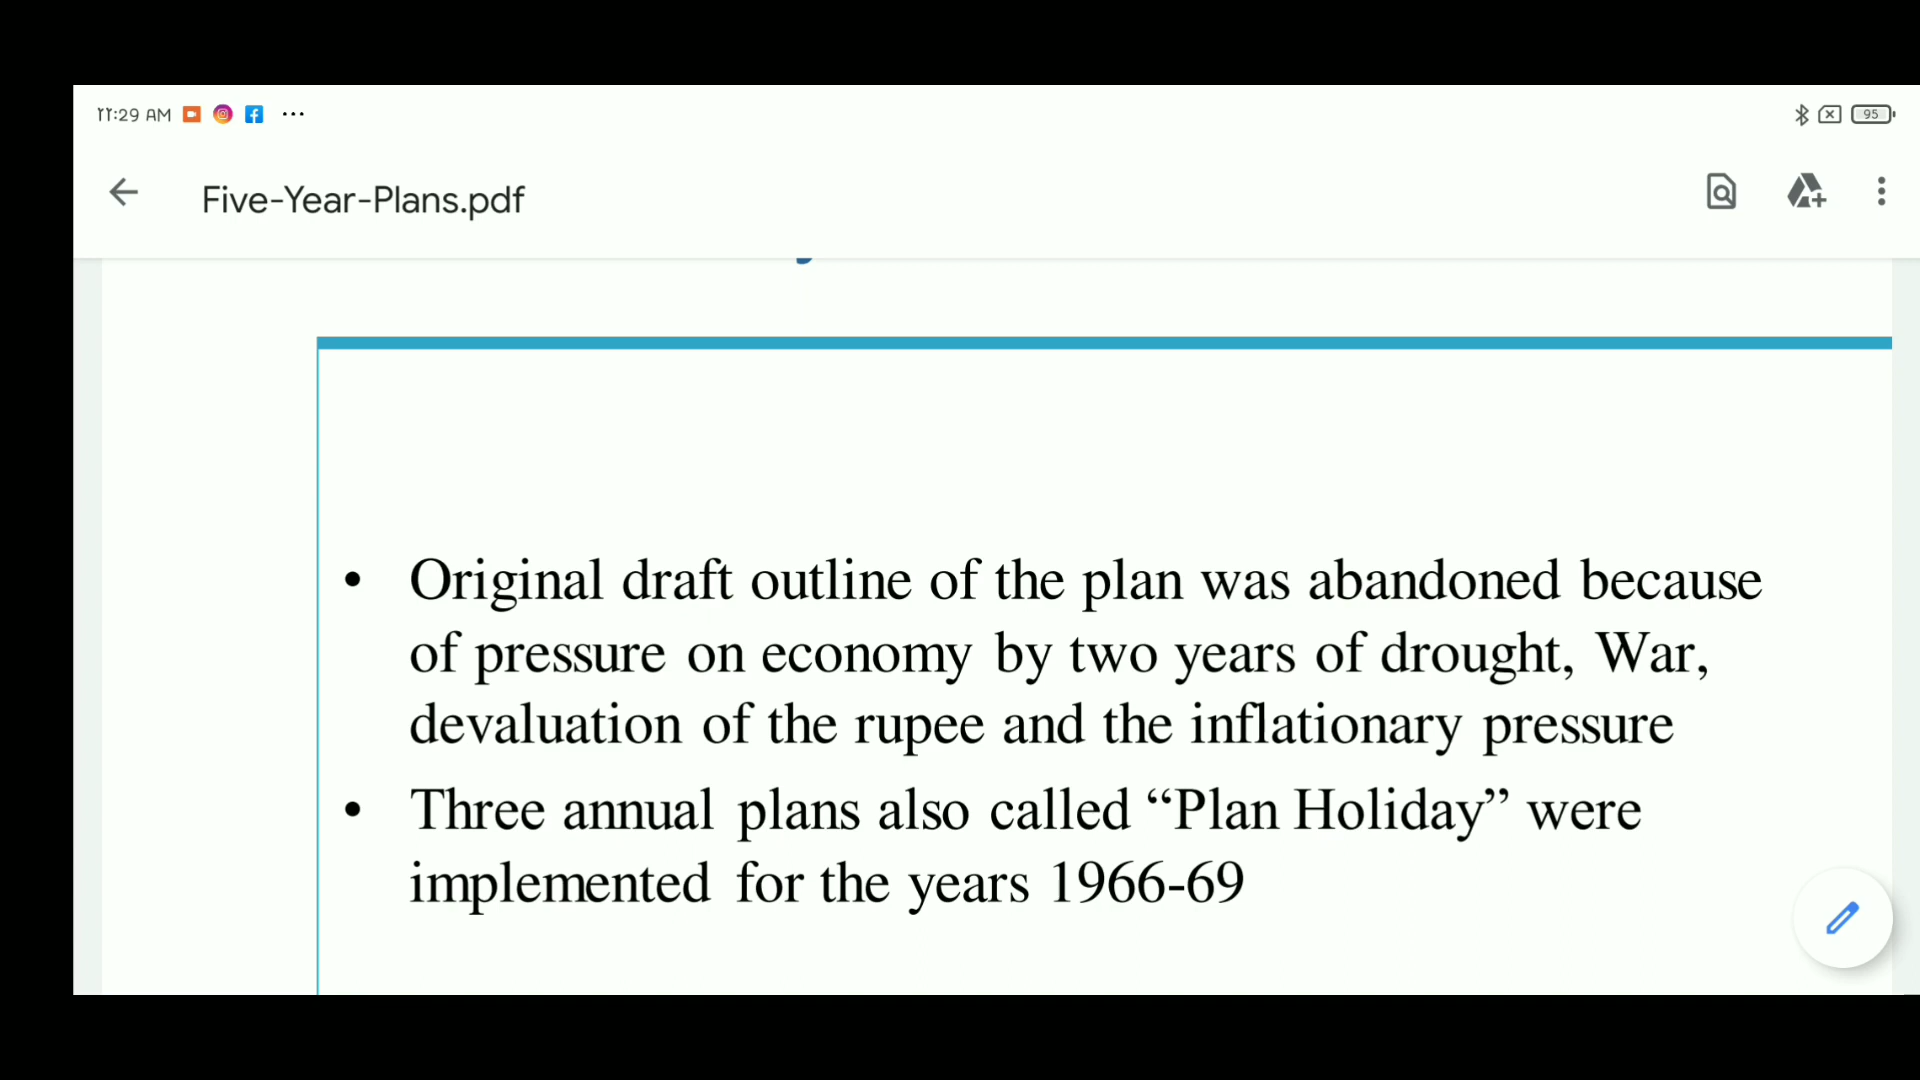 11:29 AM
95
Five-Year-Plans.pdf
• Original draft outline of the plan was abandoned because
of pressure on economy by two years of drought, War,
devaluation of the rupee and the inflationary pressure
• Three annual plans also called “Plan Holiday” were
implemented for the years 1966-69